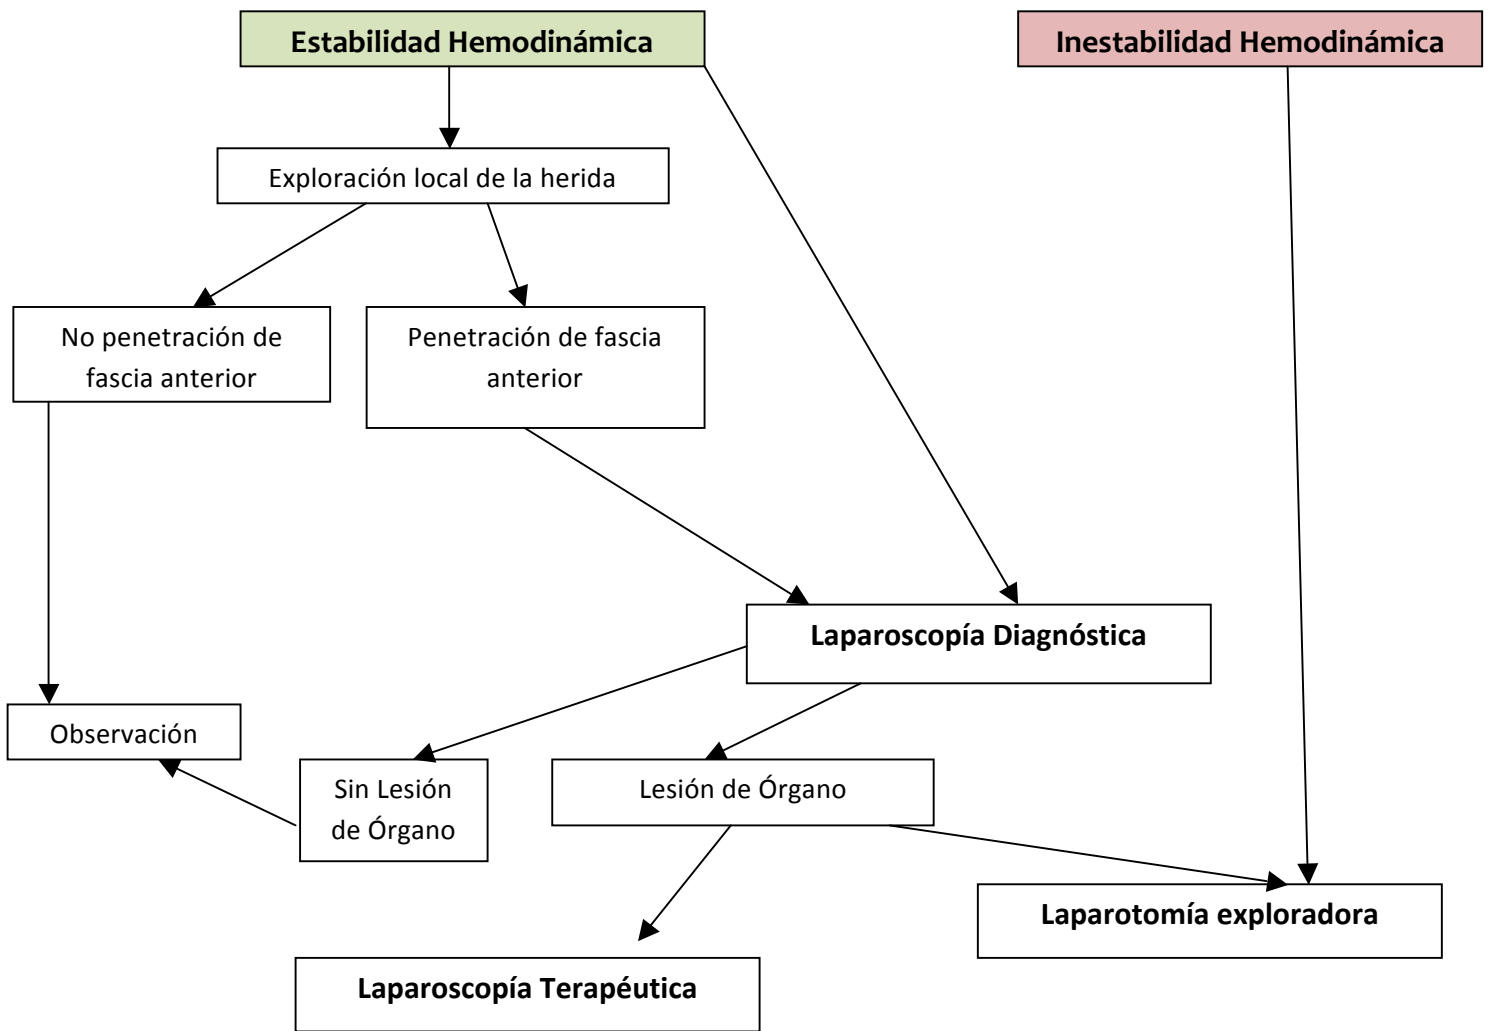 Estabilidad Hemodinámica
Inestabilidad Hemodinámica
Exploración local de la herida
No penetración de
fascia anterior
Penetración de fascia
anterior
Laparoscopía Diagnóstica
Observación
Sin Lesión
de Órgano
Lesión de Órgano
Laparotomía exploradora
Laparoscopía Terapéutica